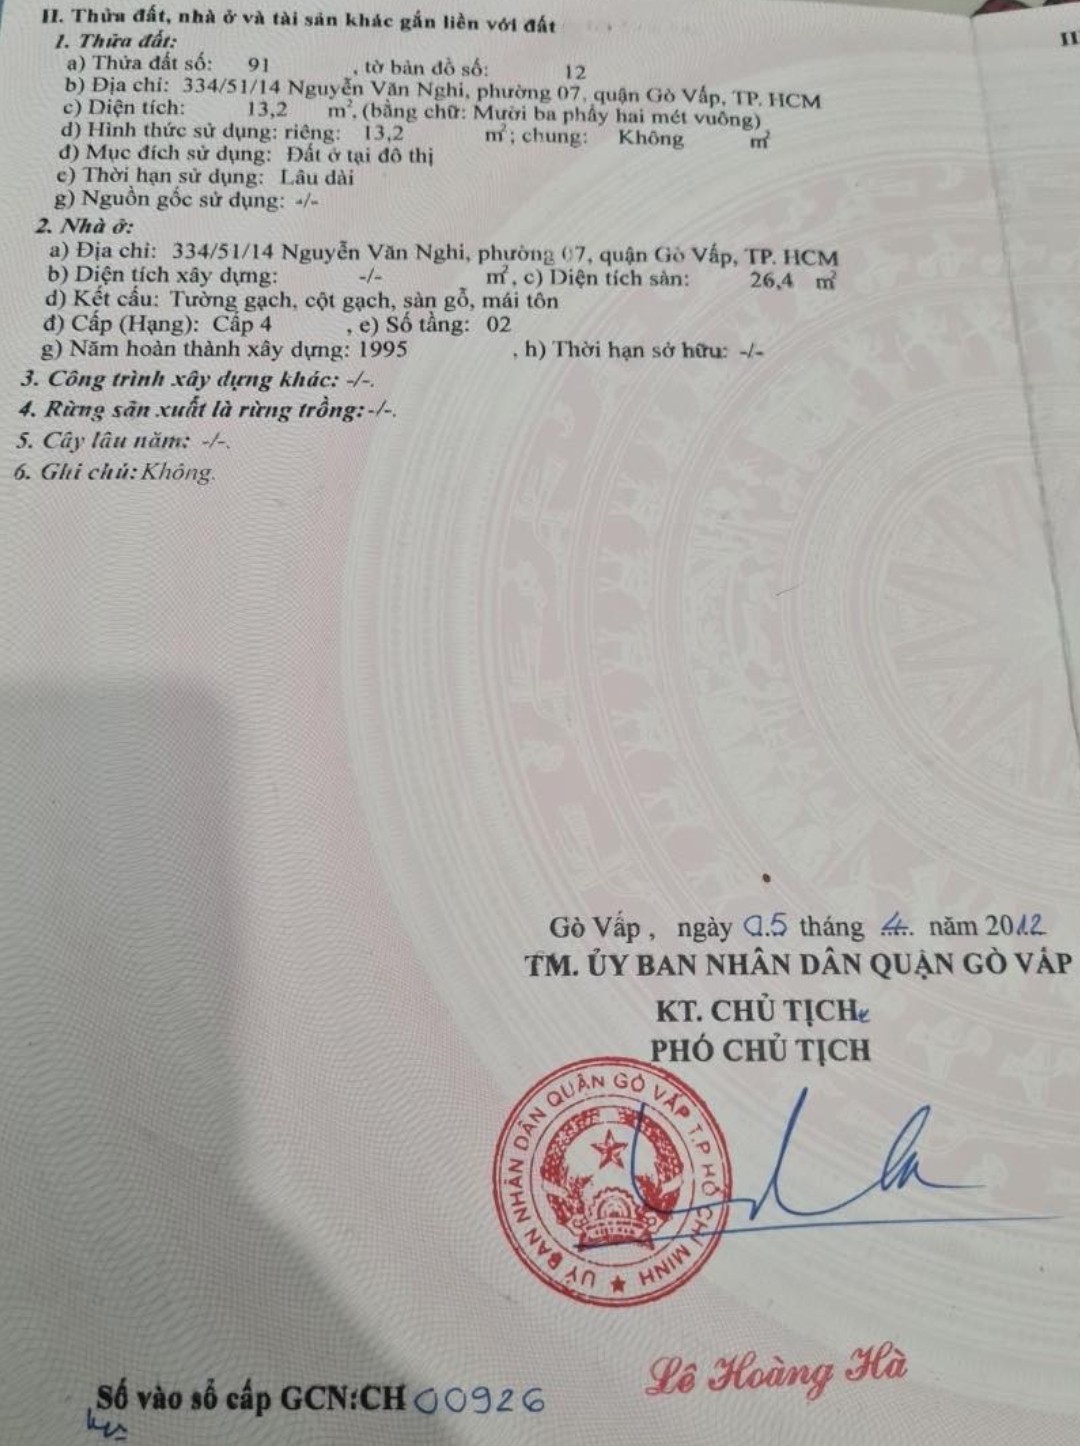 II. Thửa đất, nhà ở và tài sản khác gắn liền với đất
1. Thửa đất:
a) Thửa đất số: 91 , tờ bản đồ số: 12
b) Địa chỉ: 334/51/14 Nguyễn Văn Nghi, phường 07, quận Gò Vấp, TP. HCM
c) Diện tích: 13,2 m², (bằng chữ: Mười ba phẩy hai mét vuông)
d) Hình thức sử dụng: riêng: 13,2 m²; chung: Không m²
đ) Mục đích sử dụng: Đất ở tại đô thị
e) Thời hạn sử dụng: Lâu dài
g) Nguồn gốc sử dụng: -/-
2. Nhà ở:
a) Địa chỉ: 334/51/14 Nguyễn Văn Nghi, phường 07, quận Gò Vấp, TP. HCM
b) Diện tích xây dựng: -/- m², c) Diện tích sàn: 26,4 m²
d) Kết cấu: Tường gạch, cột gạch, sàn gỗ, mái tôn
đ) Cấp (Hạng): Cấp 4 , e) Số tầng: 02
g) Năm hoàn thành xây dựng: 1995 , h) Thời hạn sở hữu: -/-
3. Công trình xây dựng khác: -/-.
4. Rừng sản xuất là rừng trồng: -/-.
5. Cây lâu năm: -/-.
6. Ghi chú: Không.
II
Gò Vấp , ngày 05 tháng 4 năm 2012
TM. ỦY BAN NHÂN DÂN QUẬN GÒ VẤP
KT. CHỦ TỊCH
PHÓ CHỦ TỊCH
ỦY BAN NHÂN DÂN QUẬN GÒ VẤP T.P HỒ CHÍ MINH
Lê Hoàng Hà
Số vào sổ cấp GCN:CH 00926